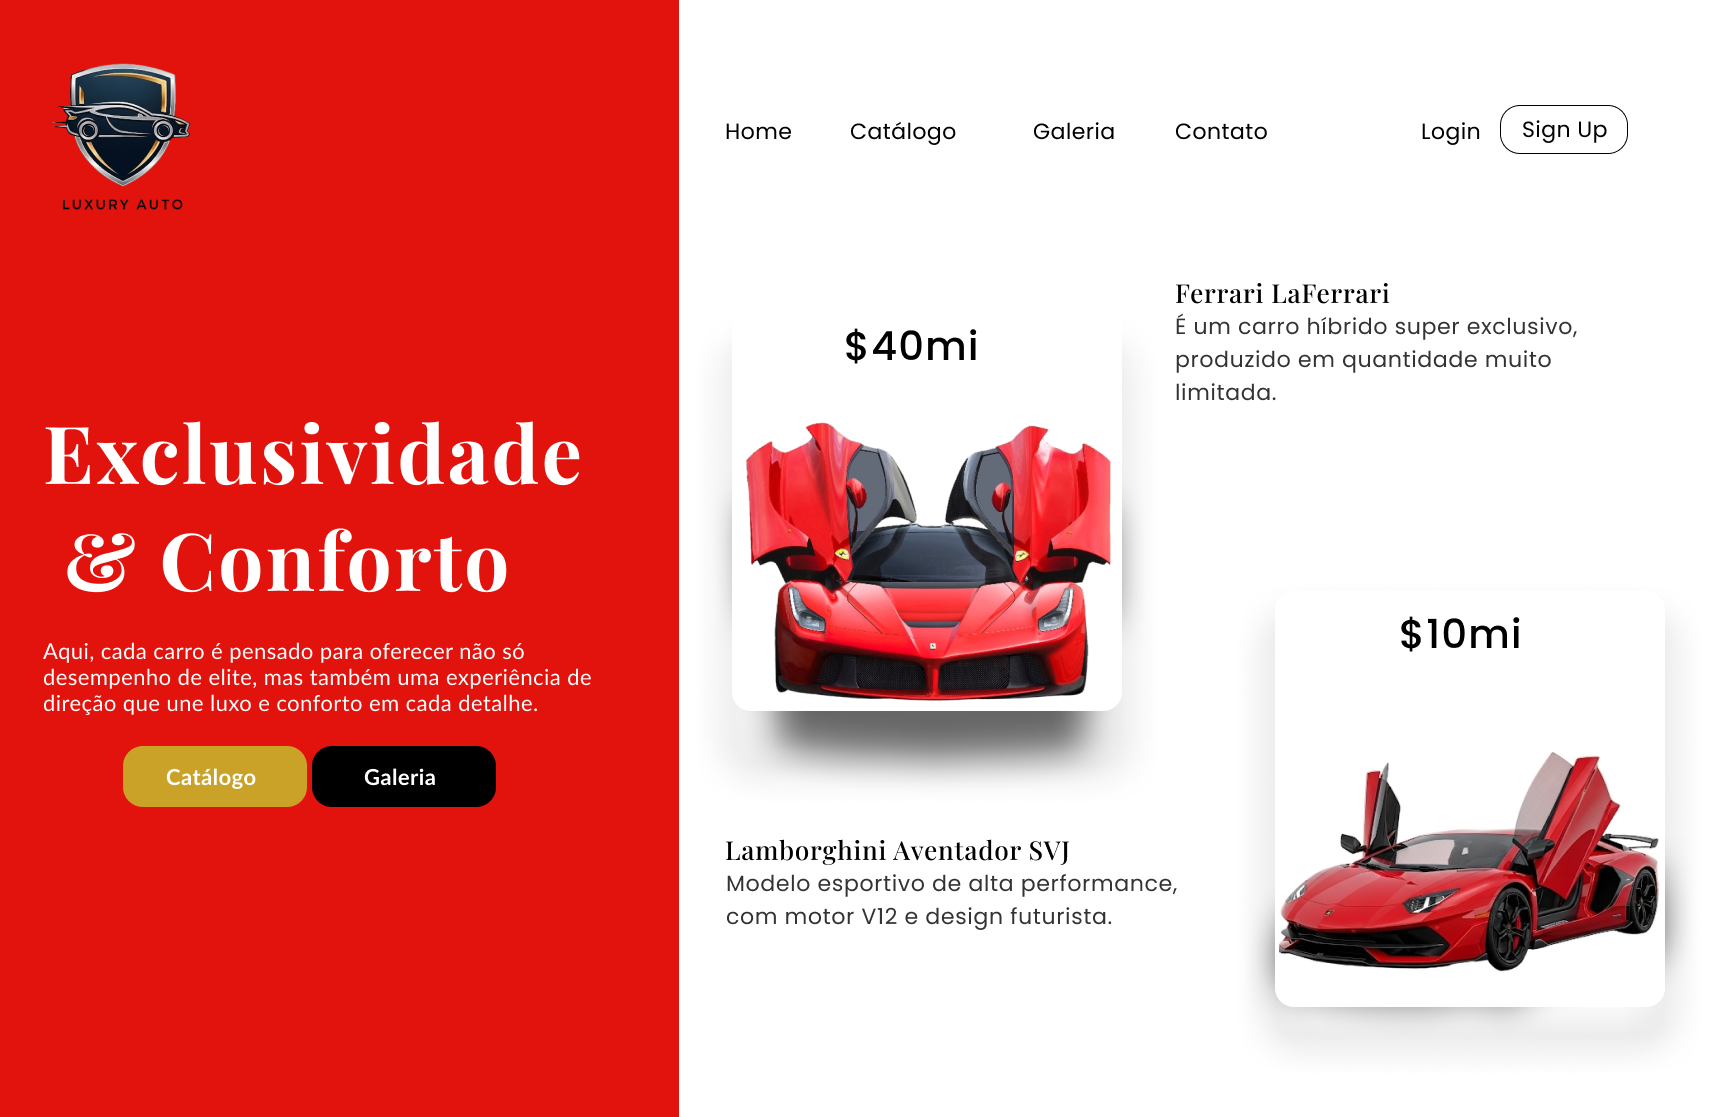 LUXURY AUTO
Home
Catálogo
Galeria
Contato
Login
Sign Up
Exclusividade
& Conforto
Aqui, cada carro é pensado para oferecer não só
desempenho de elite, mas também uma experiência de
direção que une luxo e conforto em cada detalhe.
Catálogo
Galeria
$40mi
Ferrari LaFerrari
É um carro híbrido super exclusivo,
produzido em quantidade muito
limitada.
$10mi
Lamborghini Aventador SVJ
Modelo esportivo de alta performance,
com motor V12 e design futurista.